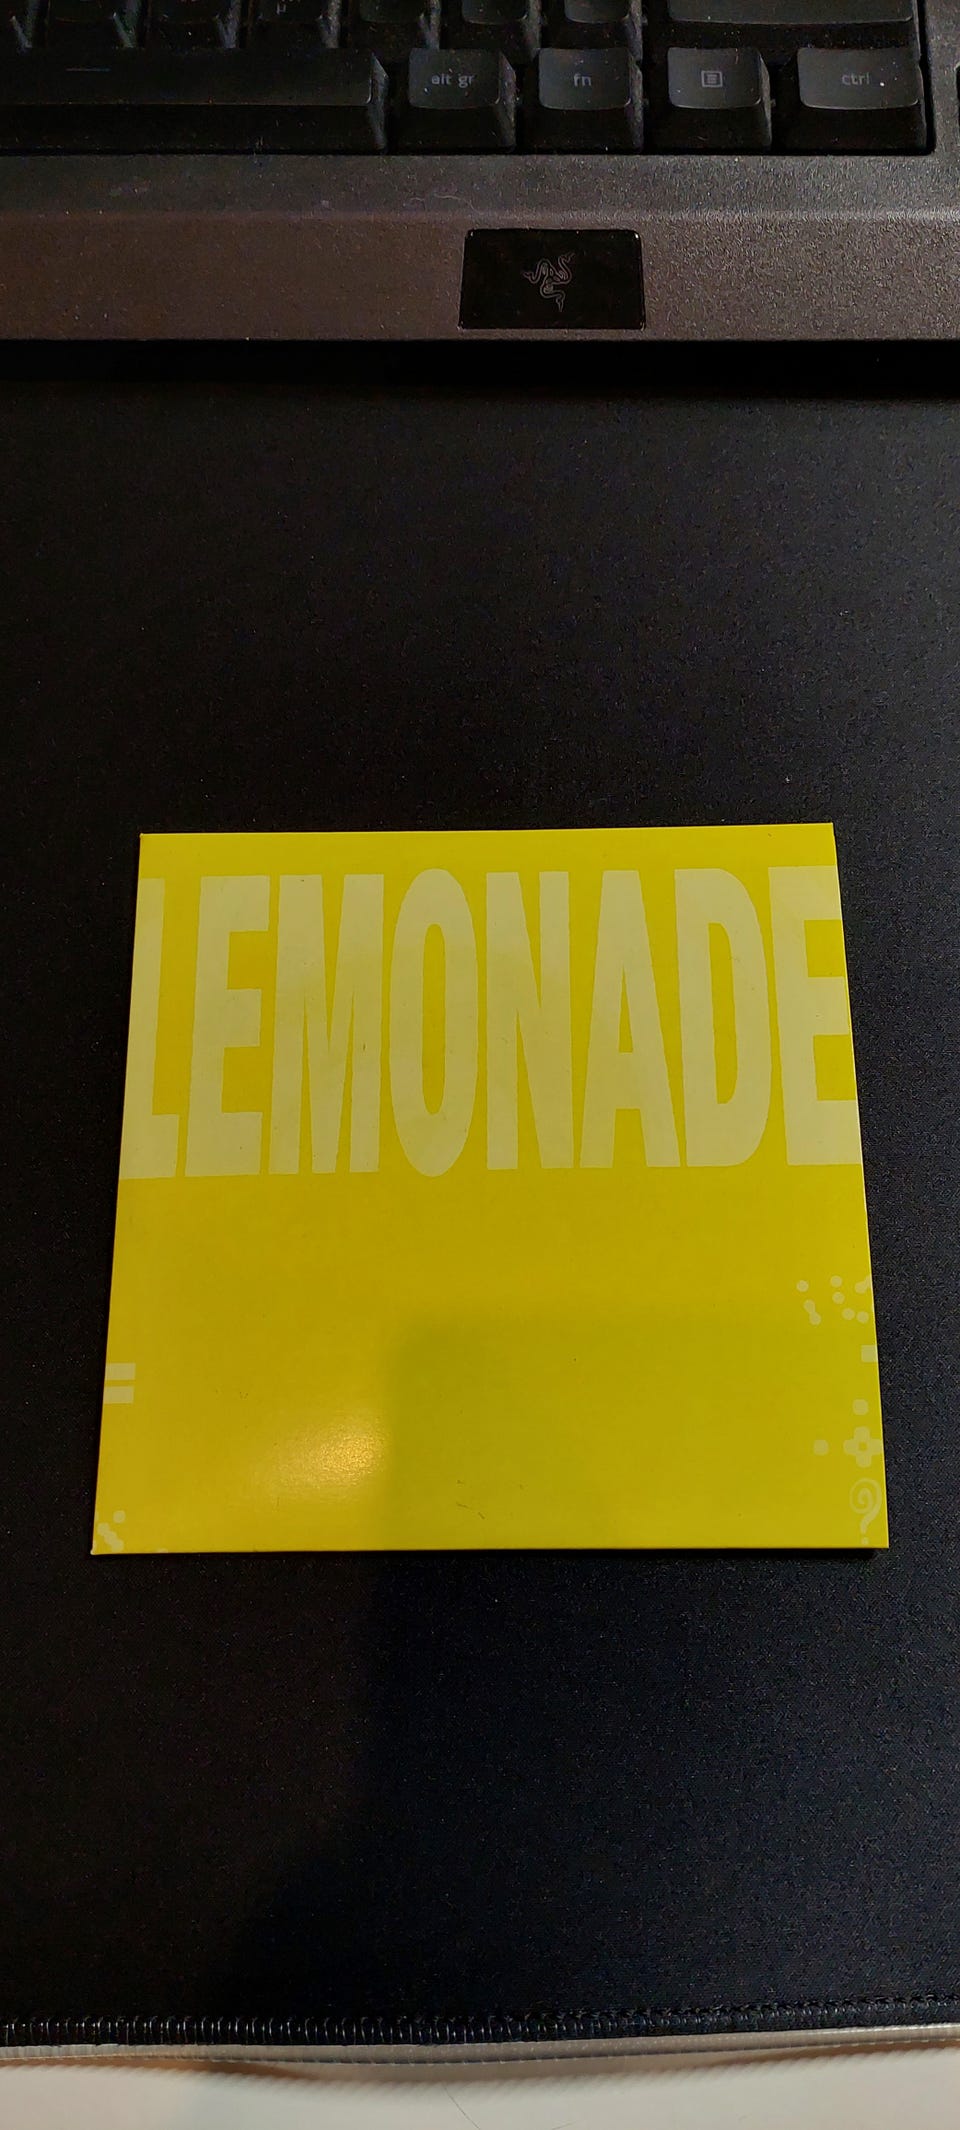 alt gr fn ctrl
LEMONADE